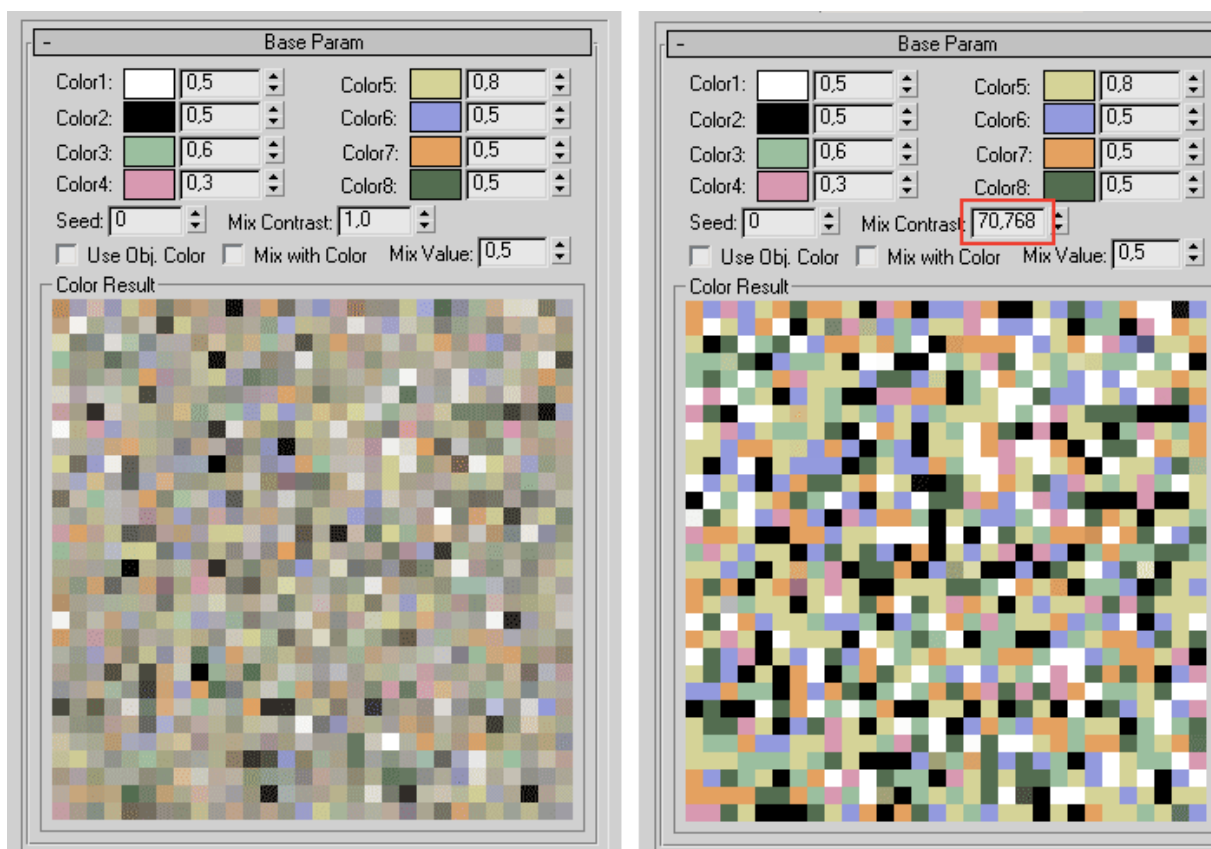 - Base Param
Color1: 0,5 Color5: 0,8
Color2: 0,5 Color6: 0,5
Color3: 0,6 Color7: 0,5
Color4: 0,3 Color8: 0,5
Seed: 0 Mix Contrast: 1,0
Use Obj. Color Mix with Color Mix Value: 0,5
Color Result
- Base Param
Color1: 0,5 Color5: 0,8
Color2: 0,5 Color6: 0,5
Color3: 0,6 Color7: 0,5
Color4: 0,3 Color8: 0,5
Seed: 0 Mix Contrast 70,768
Use Obj. Color Mix with Color Mix Value: 0,5
Color Result